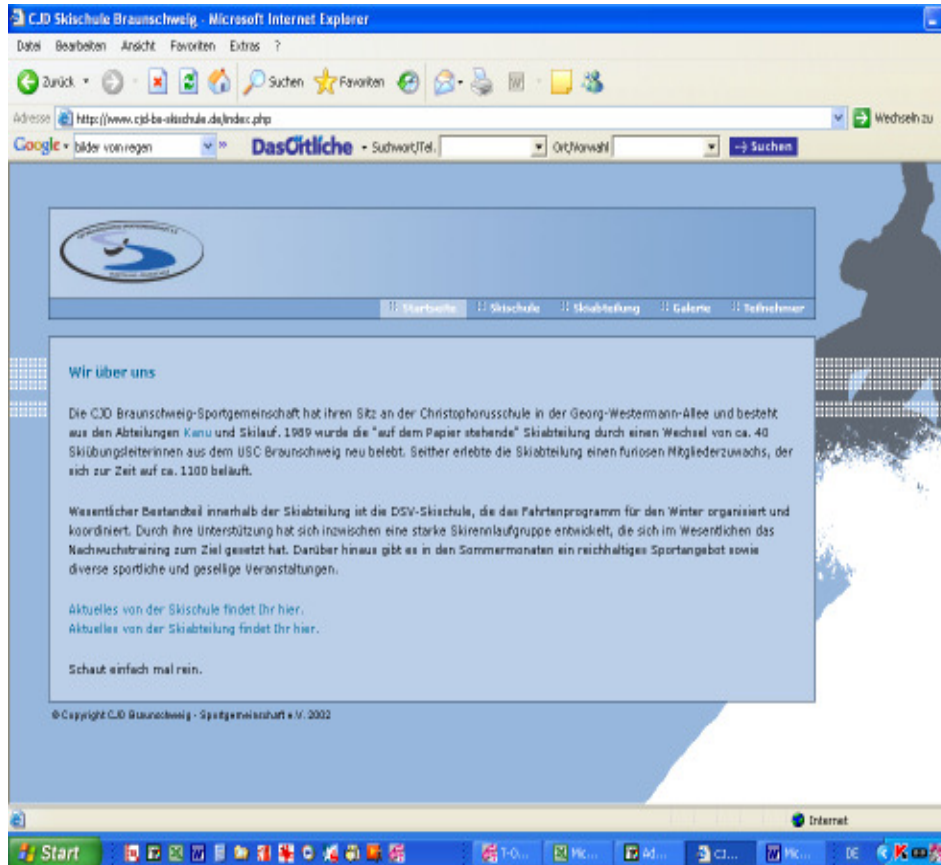 CJD Skischule Braunschweig - Microsoft Internet Explorer
Datei Bearbeiten Ansicht Favoriten Extras ?
Zurück Suchen Favoriten
Adresse http://www.cjd-bs-skischule.de/index.php Wechseln zu
Google bilder vom regen » DasÖrtliche - Suchwort/Tel. Ort/Vorwahl --> Suchen
Startseite Skischule Skiabteilung Galerie Teilnehmer
Wir über uns
Die CJD Braunschweig-Sportgemeinschaft hat ihren Sitz an der Christophorusschule in der Georg-Westermann-Allee und besteht
aus den Abteilungen Kanu und Skilauf. 1989 wurde die "auf dem Papier stehende" Skiabteilung durch einen Wechsel von ca. 40
SkiübungsleiterInnen aus dem USC Braunschweig neu belebt. Seither erlebte die Skiabteilung einen furiosen Mitgliederzuwachs, der
sich zur Zeit auf ca. 1100 beläuft.
Wesentlicher Bestandteil innerhalb der Skiabteilung ist die DSV-Skischule, die das Fahrtenprogramm für den Winter organisiert und
koordiniert. Durch ihre Unterstützung hat sich inzwischen eine starke Skirennlaufgruppe entwickelt, die sich im Wesentlichen das
Nachwuchstraining zum Ziel gesetzt hat. Darüber hinaus gibt es in den Sommermonaten ein reichhaltiges Sportangebot sowie
diverse sportliche und gesellige Veranstaltungen.
Aktuelles von der Skischule findet Ihr hier.
Aktuelles von der Skiabteilung findet Ihr hier.
Schaut einfach mal rein.
© Copyright CJD Braunschweig - Sportgemeinschaft e.V. 2002
Internet
Start T-O... Mic... Ad... CJ... Mic... DE